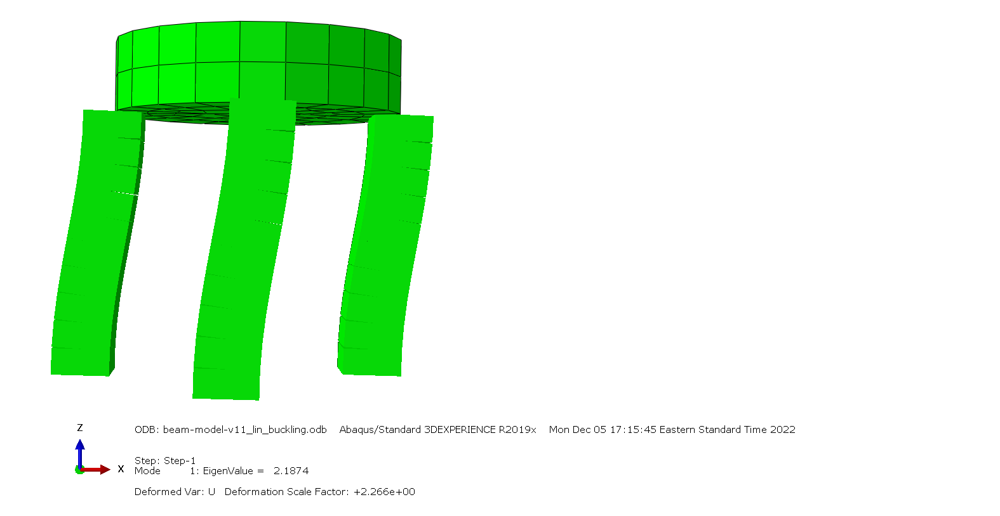 Z
ODB: beam-model-v11_lin_buckling.odb Abaqus/Standard 3DEXPERIENCE R2019x Mon Dec 05 17:15:45 Eastern Standard Time 2022
X
Step: Step-1
Mode 1: EigenValue = 2.1874
Deformed Var: U Deformation Scale Factor: +2.266e+00